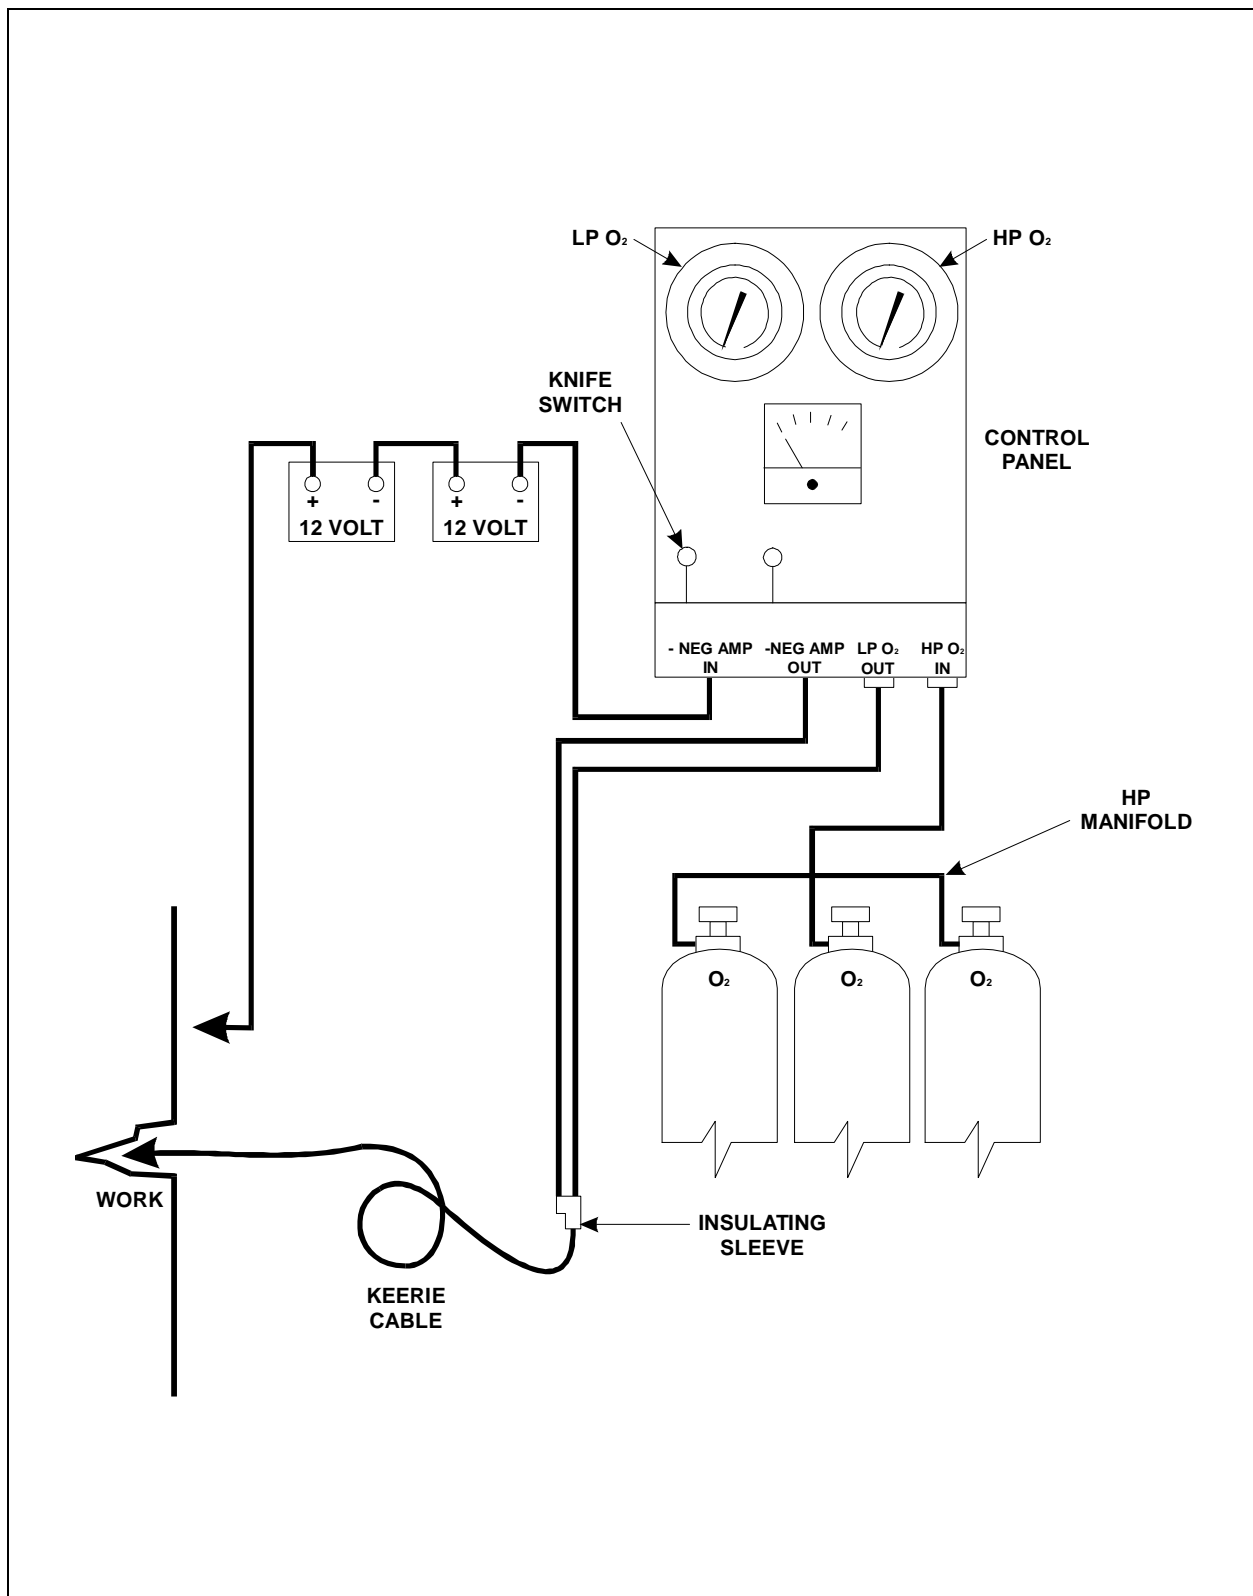 LP O₂
HP O₂
KNIFE
SWITCH
CONTROL
PANEL
+ -
12 VOLT
+ -
12 VOLT
- NEG AMP
IN
-NEG AMP
OUT
LP O₂
OUT
HP O₂
IN
HP
MANIFOLD
O₂
O₂
O₂
WORK
INSULATING
SLEEVE
KEERIE
CABLE